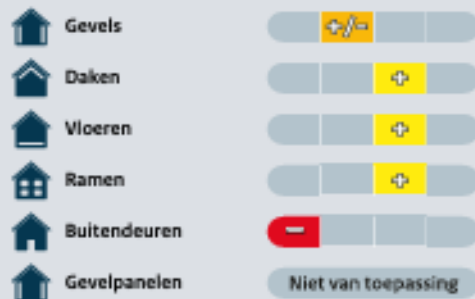 Gevels +/-
Daken +
Vloeren +
Ramen +
Buitendeuren -
Gevelpanelen Niet van toepassing